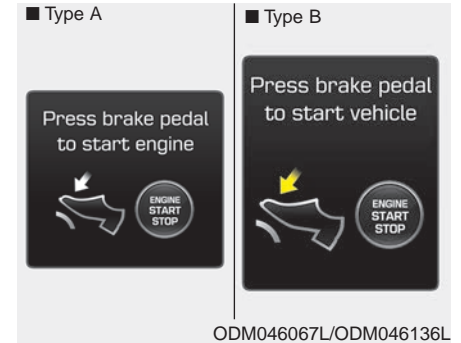 ■ Type A
Press brake pedal
to start engine
ENGINE
START
STOP
■ Type B
Press brake pedal
to start vehicle
ENGINE
START
STOP
ODM046067L/ODM046136L